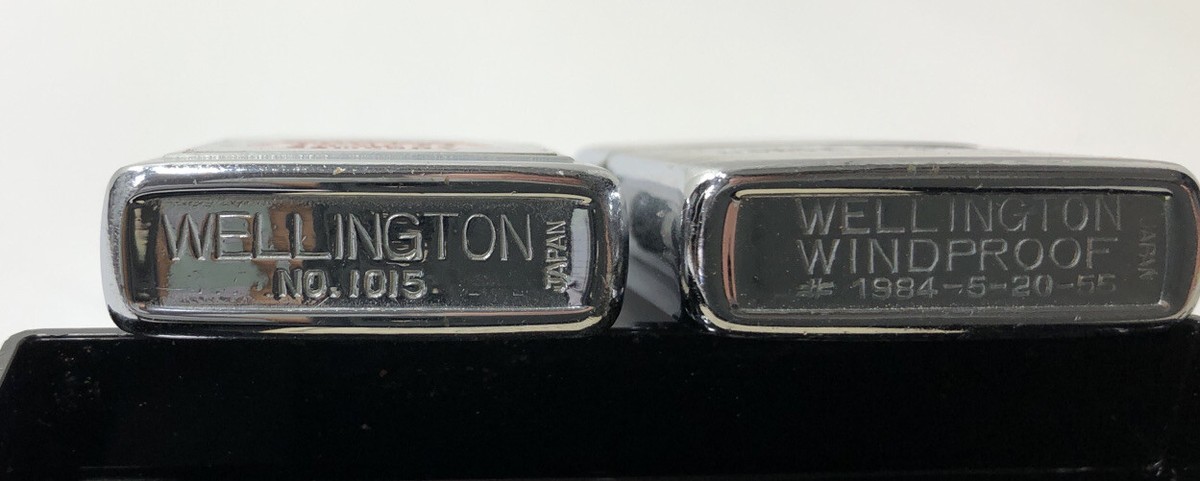 WELLINGTON
NO. 1015.
JAPAN
WELLINGTON
WINDPROOF
# 1984-5-20-55
JAPAN